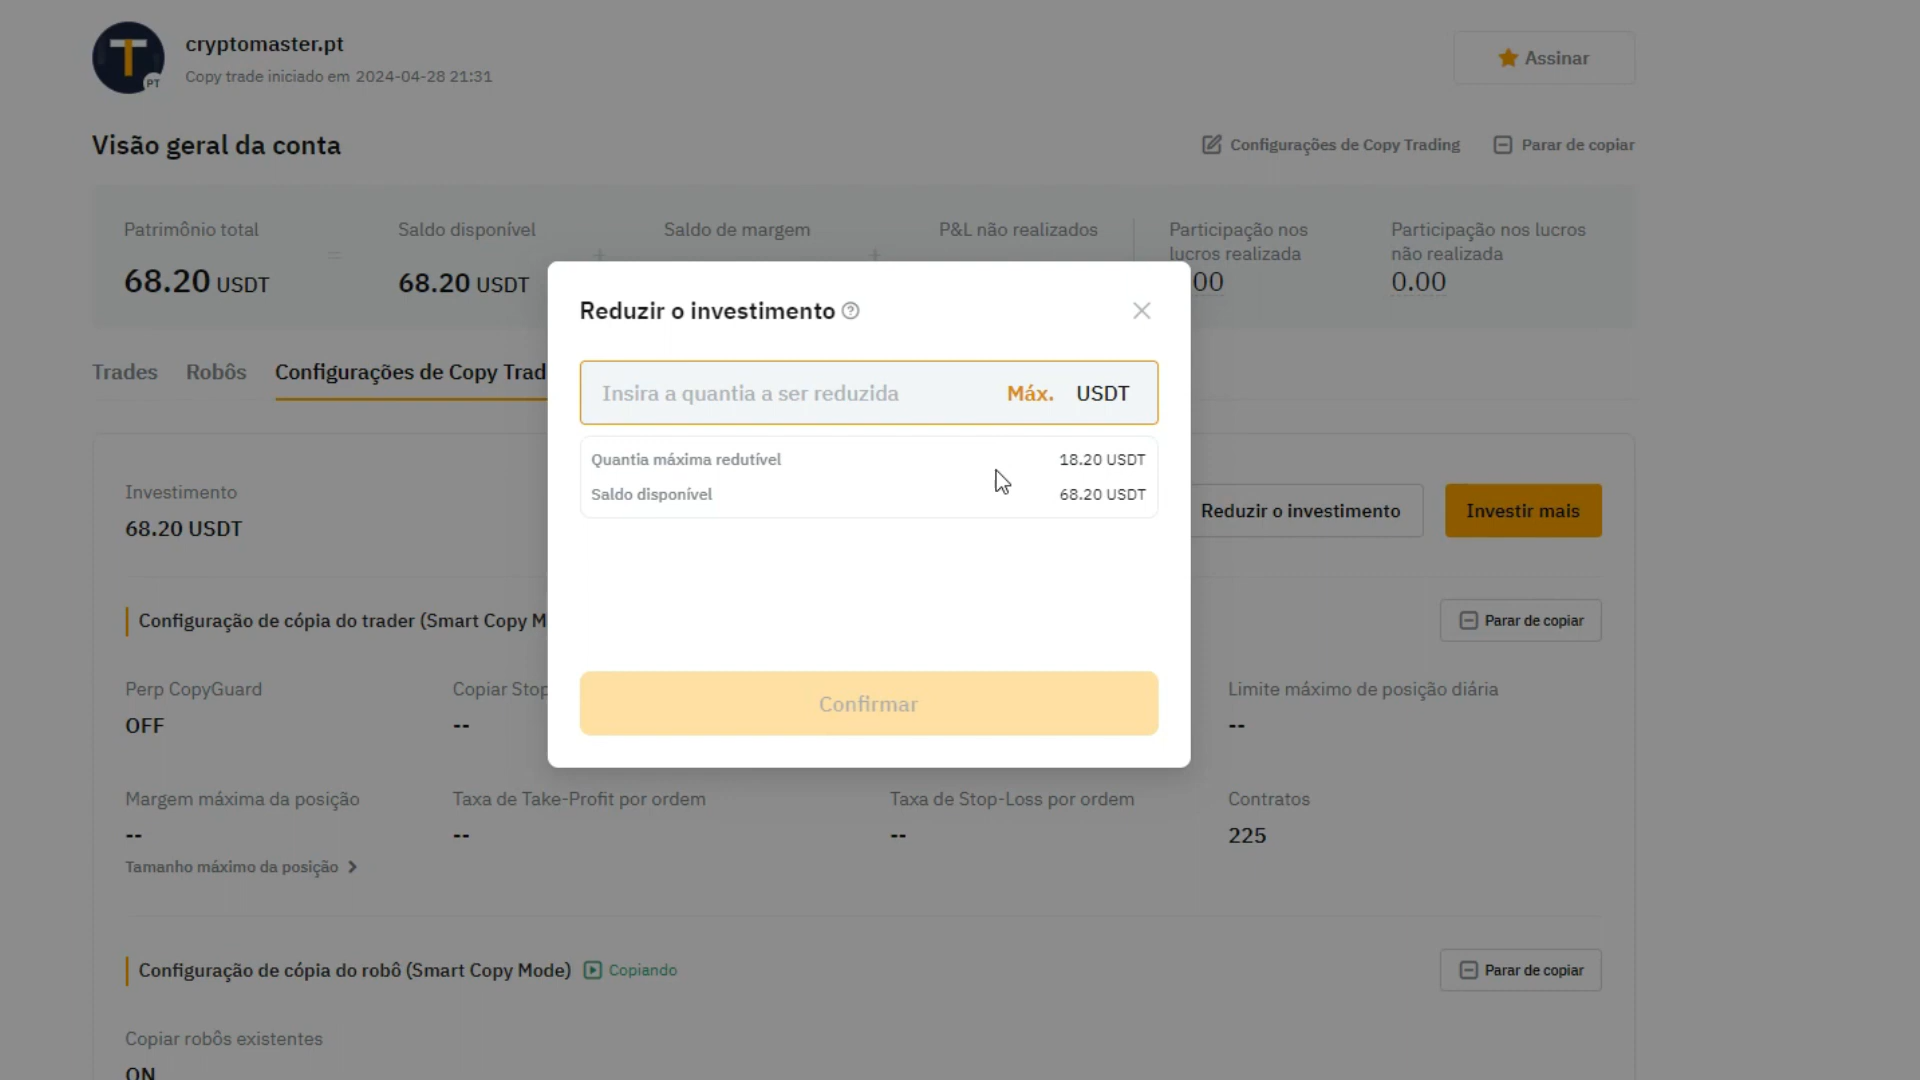 T
PT
cryptomaster.pt
Copy trade iniciado em 2024-04-28 21:31
Assinar
Visão geral da conta
Configurações de Copy Trading
Parar de copiar
Patrimônio total
=
Saldo disponível
+
Saldo de margem
+
P&L não realizados
Participação nos
lucros realizada
Participação nos lucros
não realizada
68.20 USDT
68.20 USDT
00
0.00
Reduzir o investimento
Trades
Robôs
Configurações de Copy Trad
Insira a quantia a ser reduzida
Máx.
USDT
Quantia máxima redutível
18.20 USDT
Saldo disponível
68.20 USDT
Confirmar
Investimento
68.20 USDT
Reduzir o investimento
Investir mais
Configuração de cópia do trader (Smart Copy M
Parar de copiar
Perp CopyGuard
OFF
Copiar Stop
--
Limite máximo de posição diária
--
Margem máxima da posição
--
Tamanho máximo da posição
Taxa de Take-Profit por ordem
--
Taxa de Stop-Loss por ordem
--
Contratos
225
Configuração de cópia do robô (Smart Copy Mode)
Copiando
Parar de copiar
Copiar robôs existentes
ON